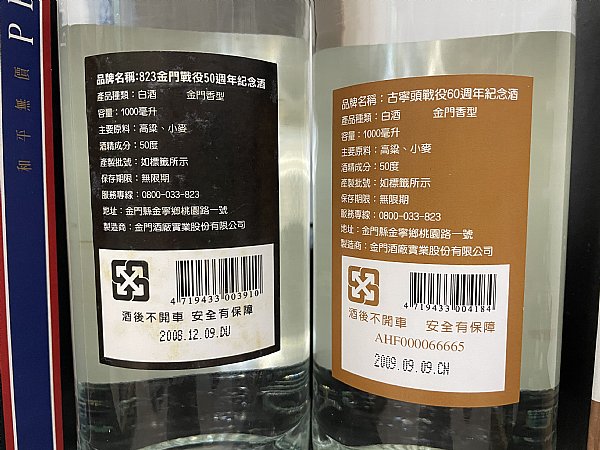 PL
和平無價
品牌名稱:823金門戰役50週年紀念酒
產品種類：白酒 金門香型
容量：1000毫升
主要原料：高粱、小麥
酒精成分：50度
產製批號：如標籤所示
保存期限：無限期
服務專線：0800-033-823
地址：金門縣金寧鄉桃園路一號
製造商：金門酒廠實業股份有限公司
4 719433 003910
酒後不開車 安全有保障
2008.12.09.DU
品牌名稱：古寧頭戰役60週年紀念酒
產品種類：白酒 金門香型
容量：1000毫升
主要原料：高粱、小麥
酒精成分：50度
產製批號：如標籤所示
保存期限：無限期
服務專線：0800-033-823
地址：金門縣金寧鄉桃園路一號
製造商：金門酒廠實業股份有限公司
4 719433 004184
酒後不開車 安全有保障
AHF000066665
2009.09.09.CN